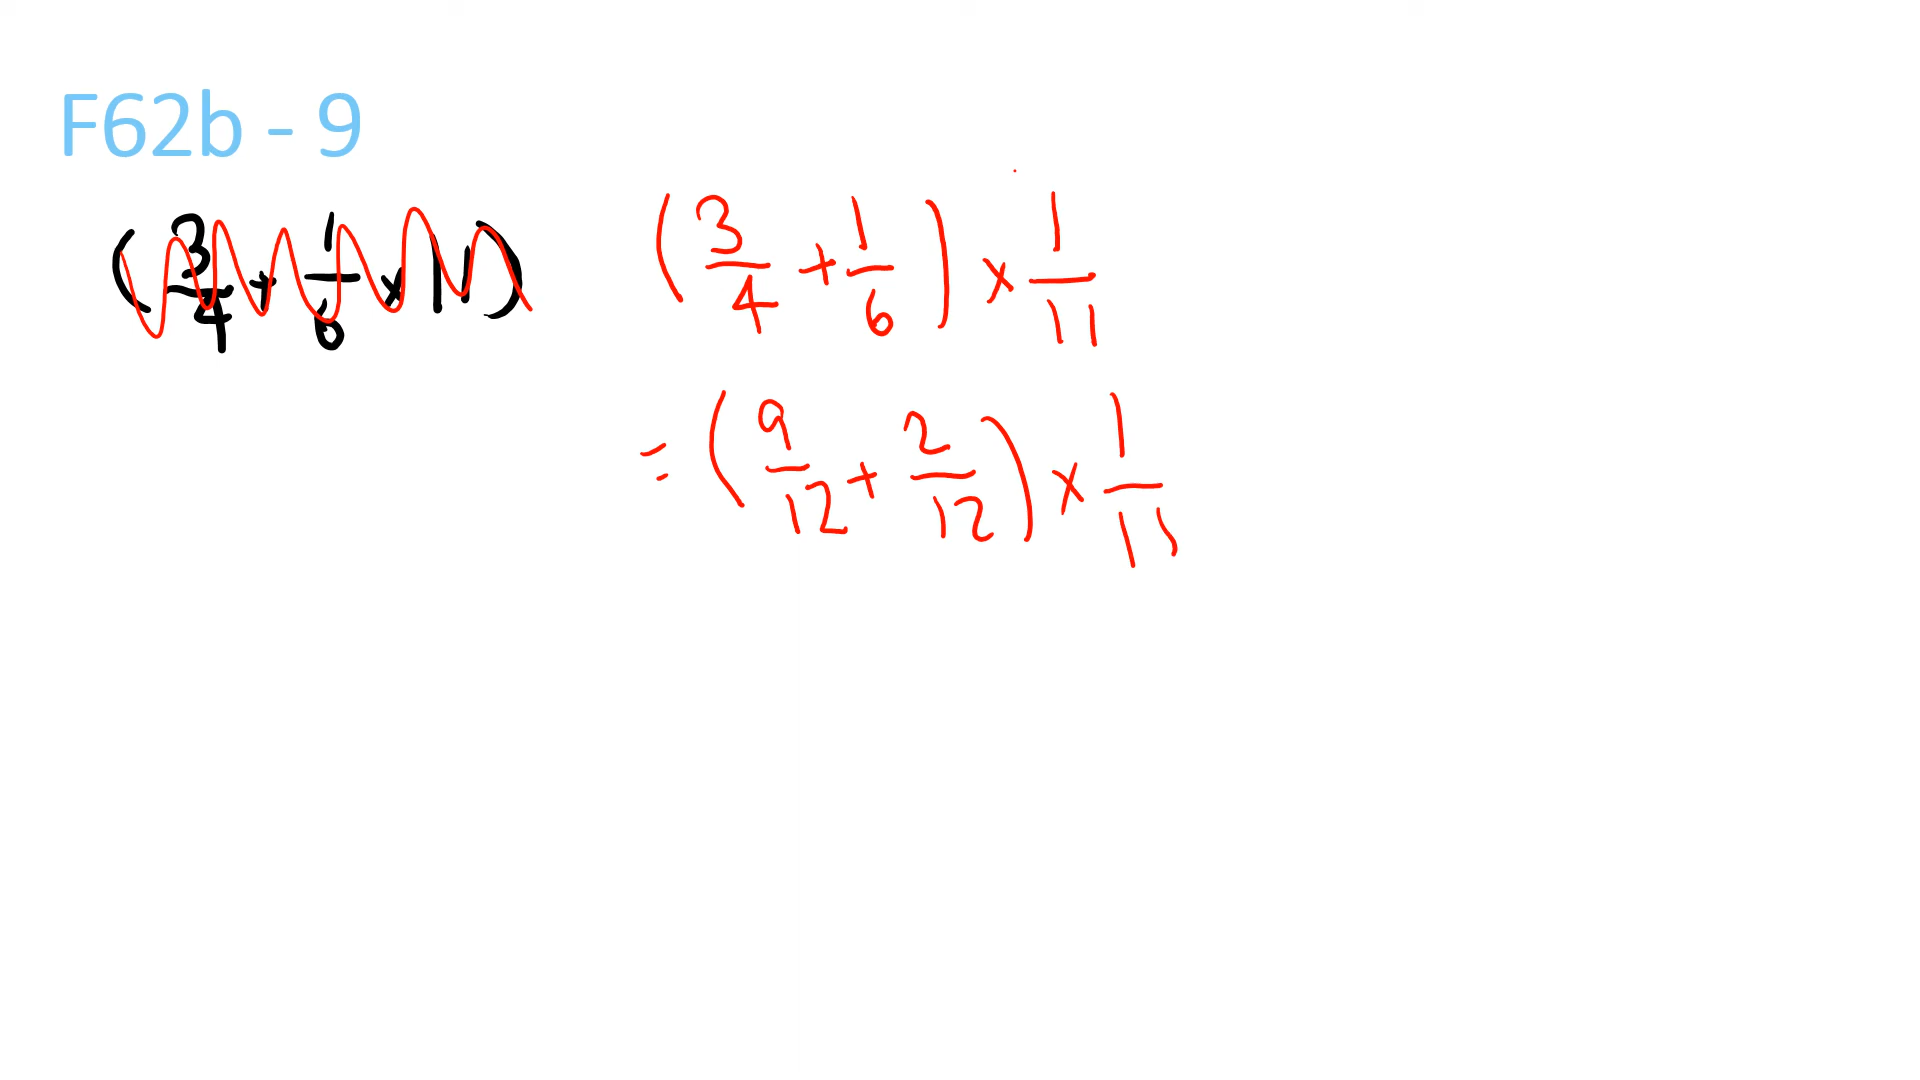 F62b - 9
(3/4 + 1/6 × 11)
(3/4 + 1/6) × 1/11
= (9/12 + 2/12) × 1/11